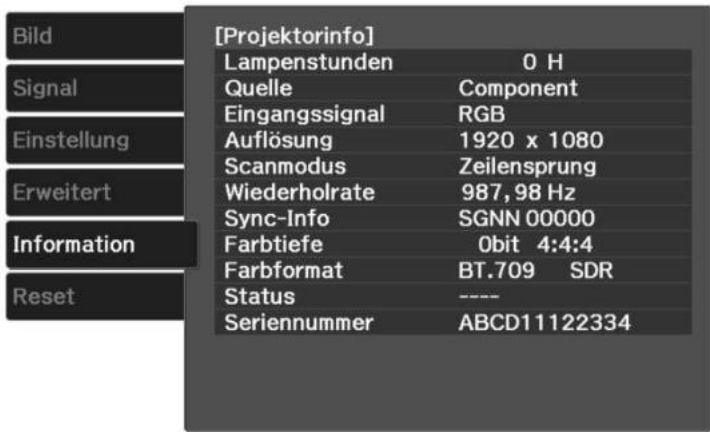 Bild
Signal
Einstellung
Erweitert
Information
Reset
[Projektorinfo]
Lampenstunden 0 H
Quelle Component
Eingangssignal RGB
Auflösung 1920 x 1080
Scanmodus Zeilensprung
Wiederholrate 987,98 Hz
Sync-Info SGNN 00000
Farbtiefe 0bit 4:4:4
Farbformat BT.709 SDR
Status ----
Seriennummer ABCD11122334